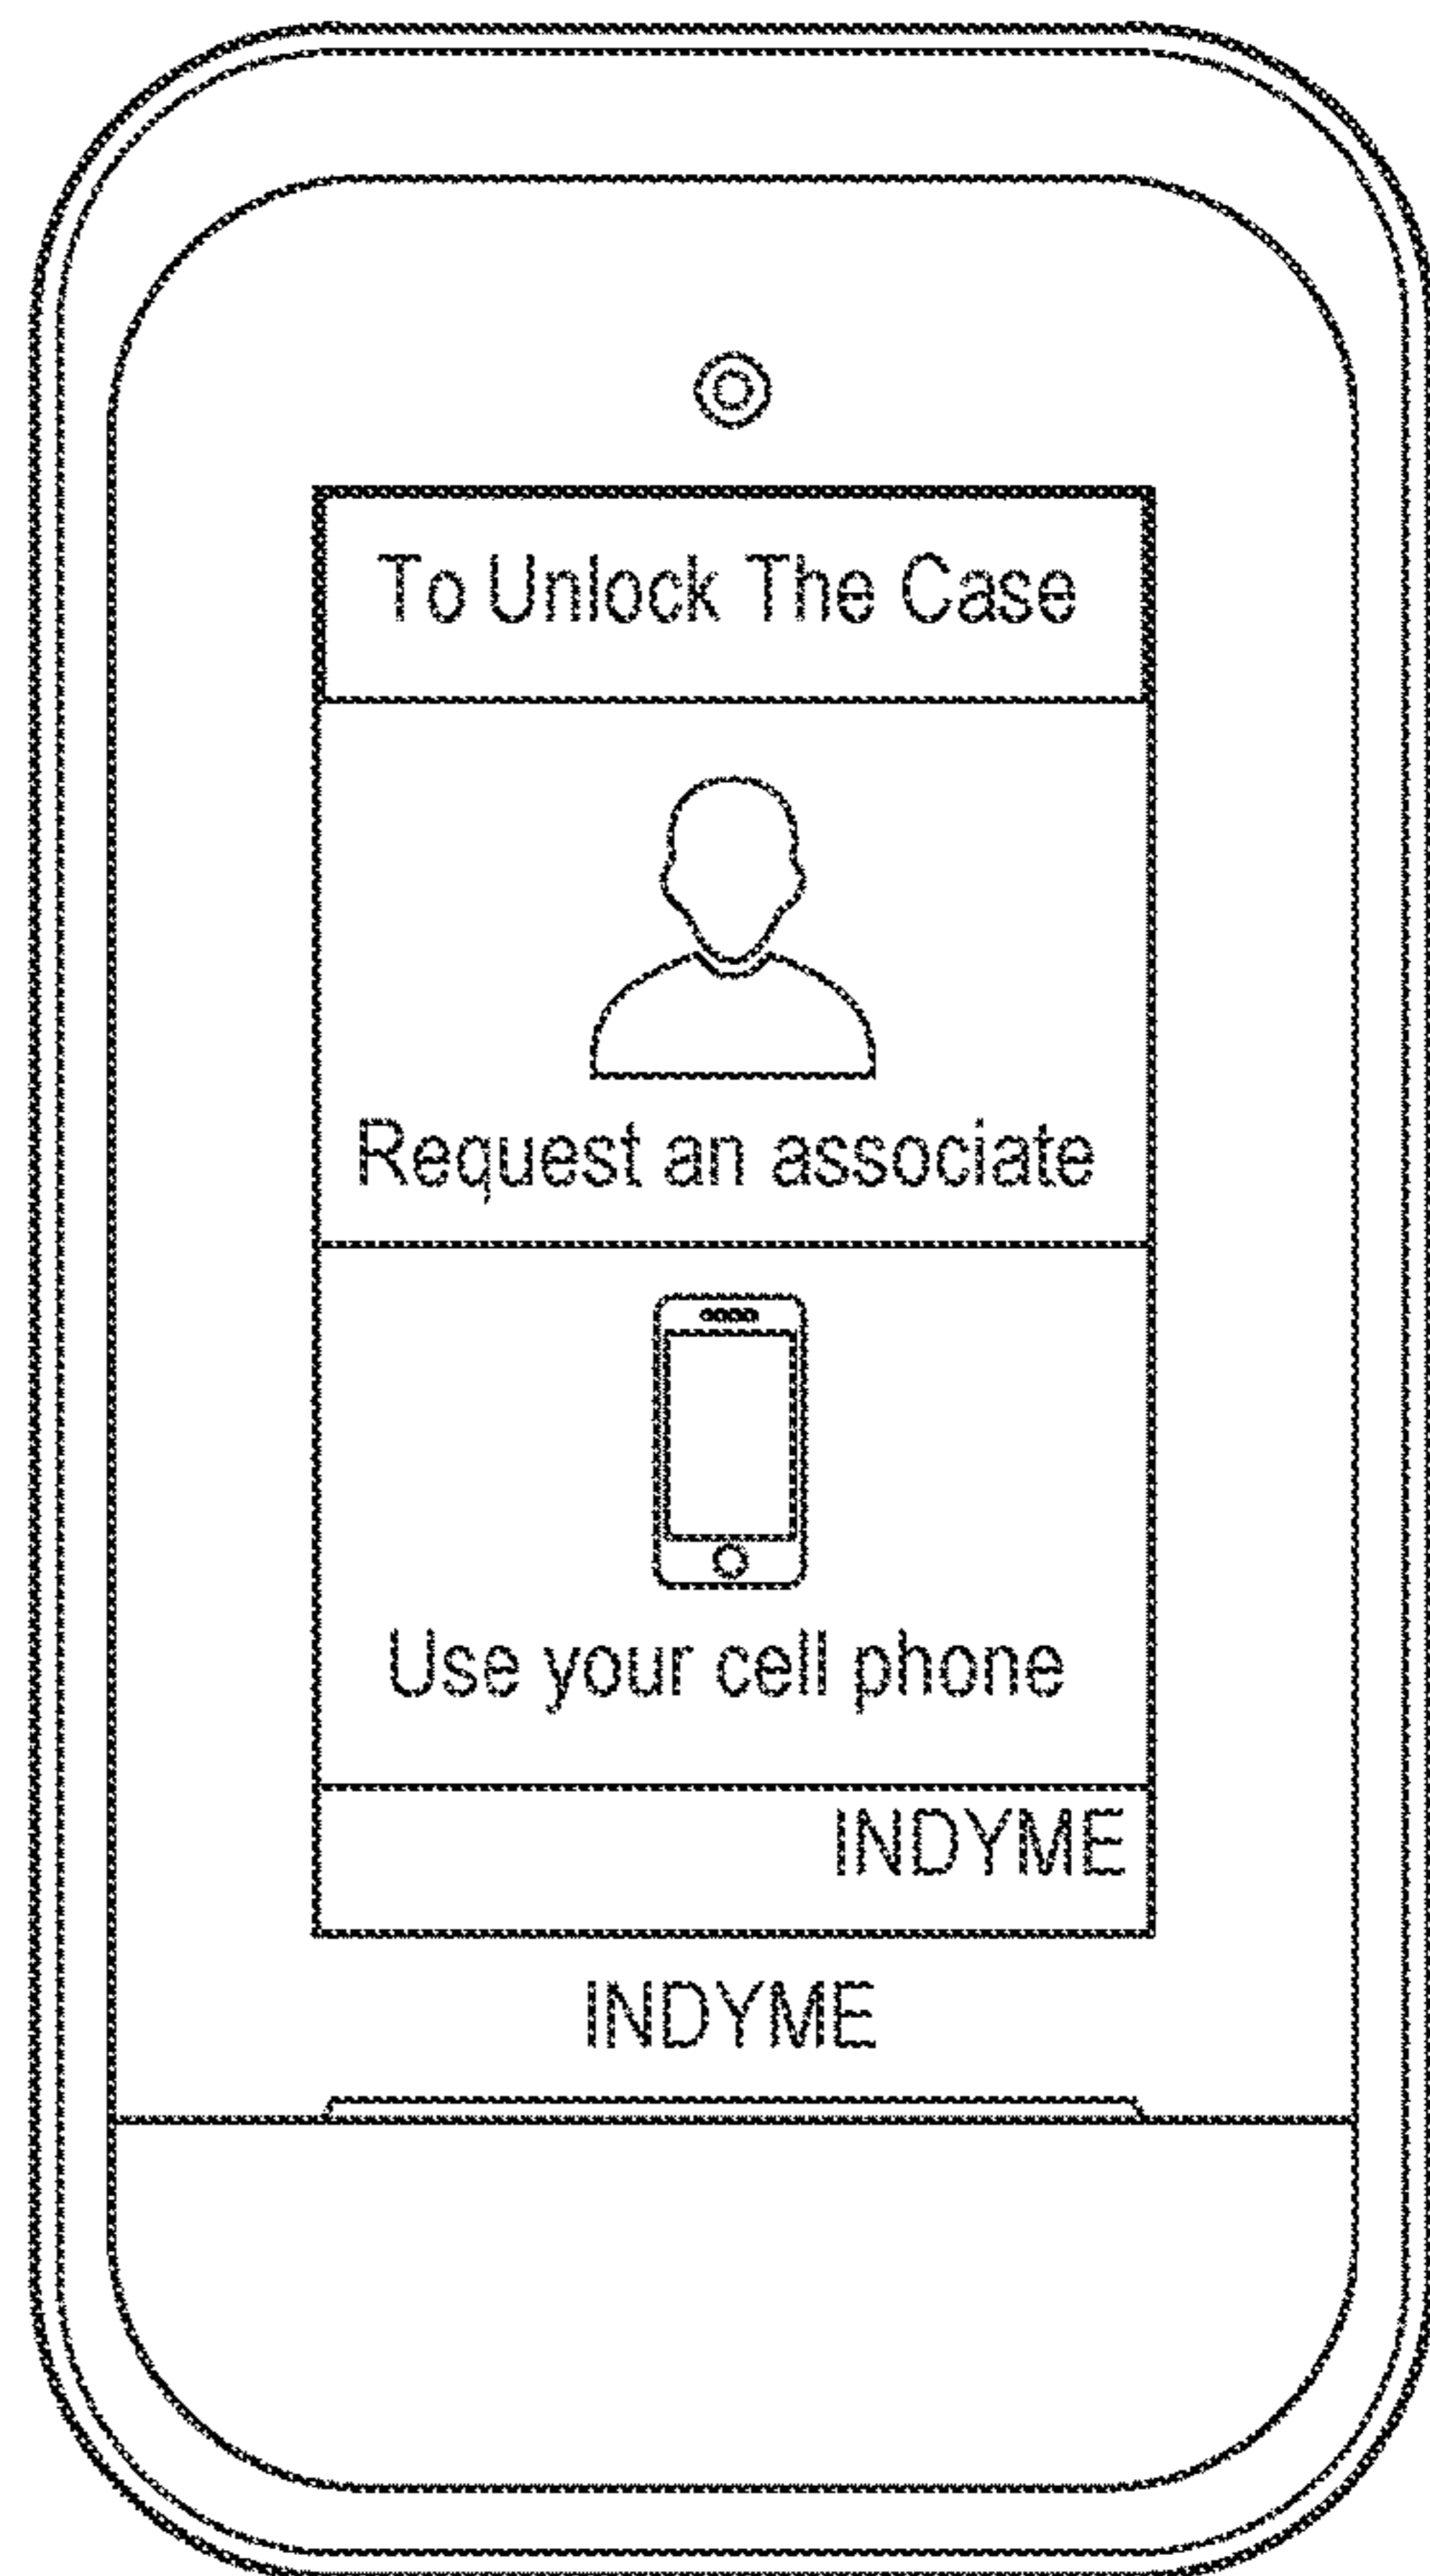 To Unlock The Case
Request an associate
Use your cell phone
INDYME
INDYME